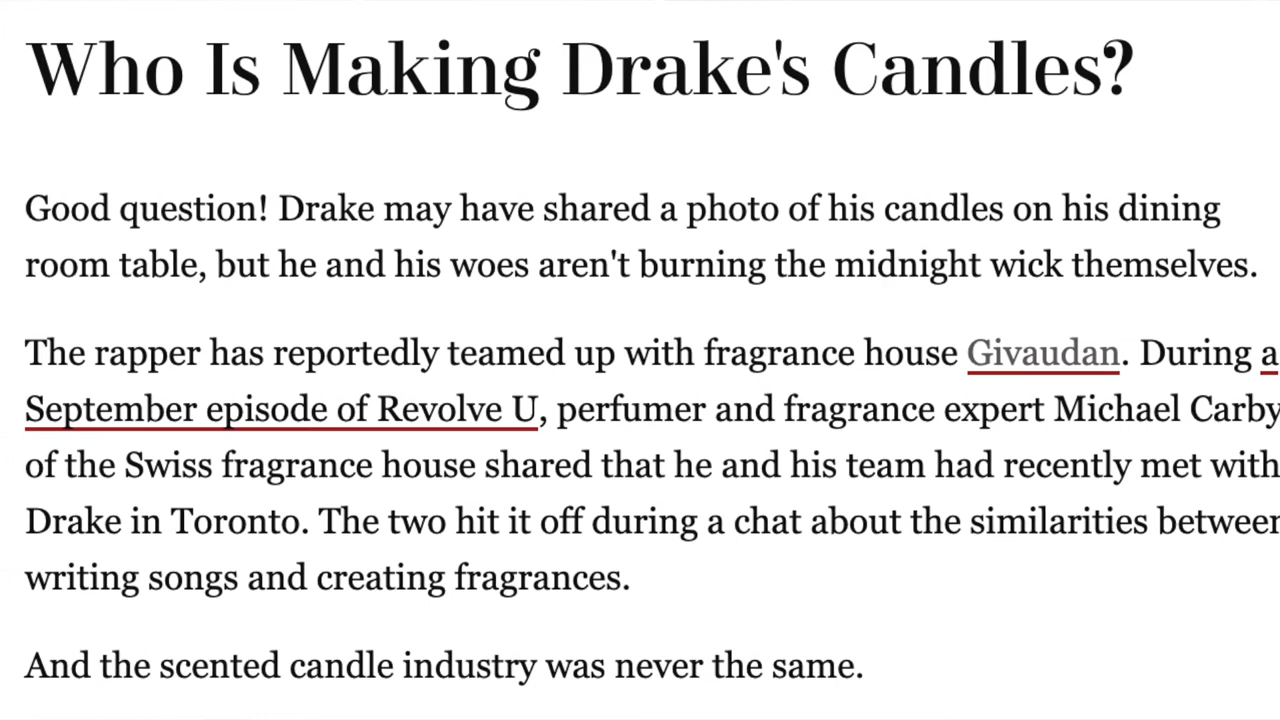 Who Is Making Drake's Candles?
Good question! Drake may have shared a photo of his candles on his dining
room table, but he and his woes aren't burning the midnight wick themselves.
The rapper has reportedly teamed up with fragrance house Givaudan. During a
September episode of Revolve U, perfumer and fragrance expert Michael Carby
of the Swiss fragrance house shared that he and his team had recently met with
Drake in Toronto. The two hit it off during a chat about the similarities between
writing songs and creating fragrances.
And the scented candle industry was never the same.